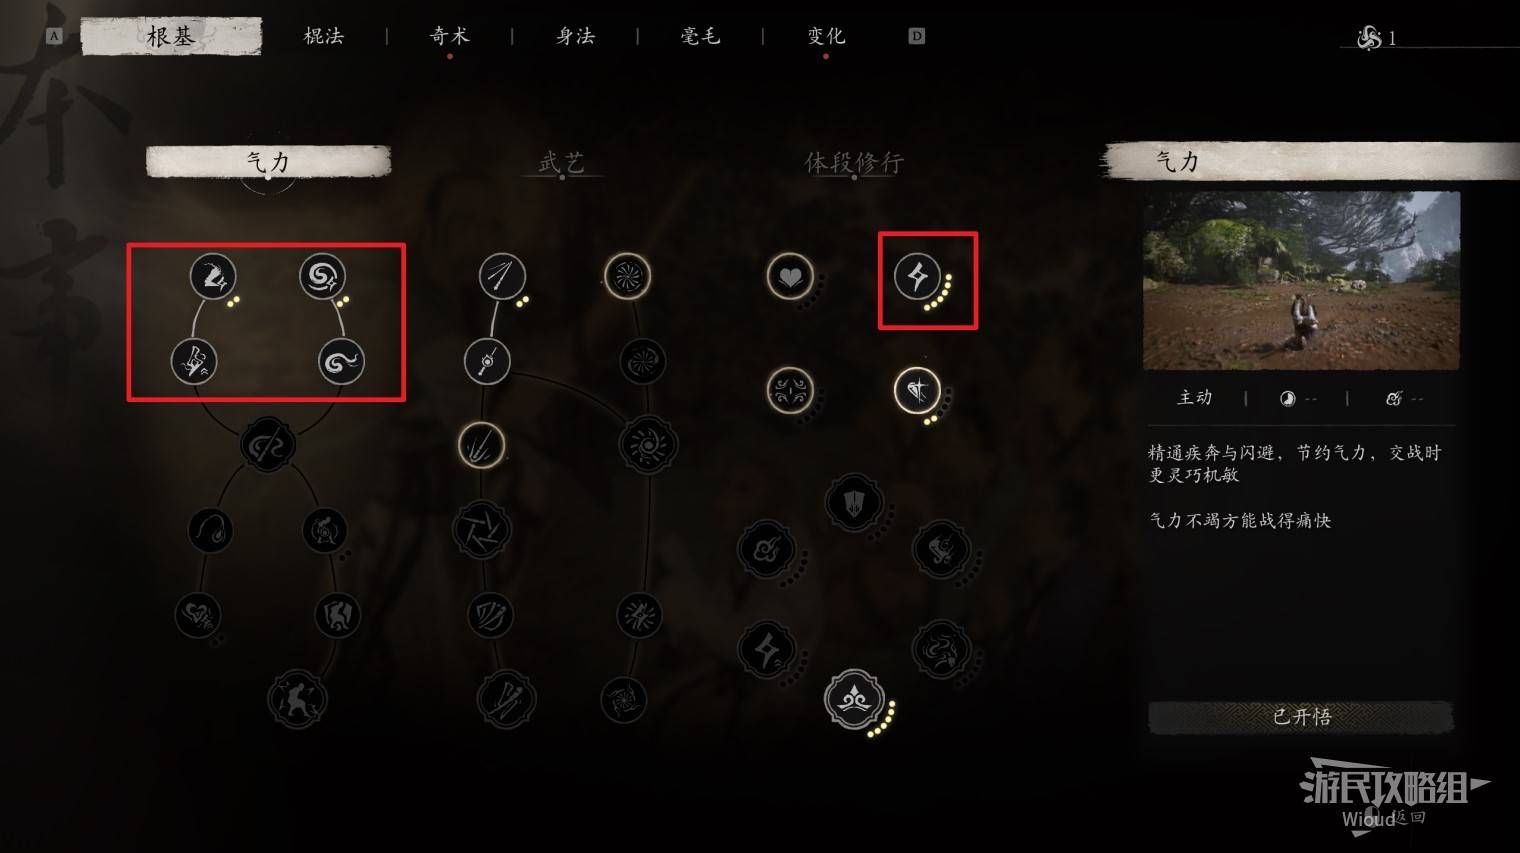 A 根基 棍法 奇术 身法 毫毛 变化 D 1
气力 武艺 体段修行 气力
主动 -- --
精通疾奔与闪避，节约气力，交战时
更灵巧机敏
气力不竭方能战得痛快
已开悟
游民攻略组
Wioud 返回